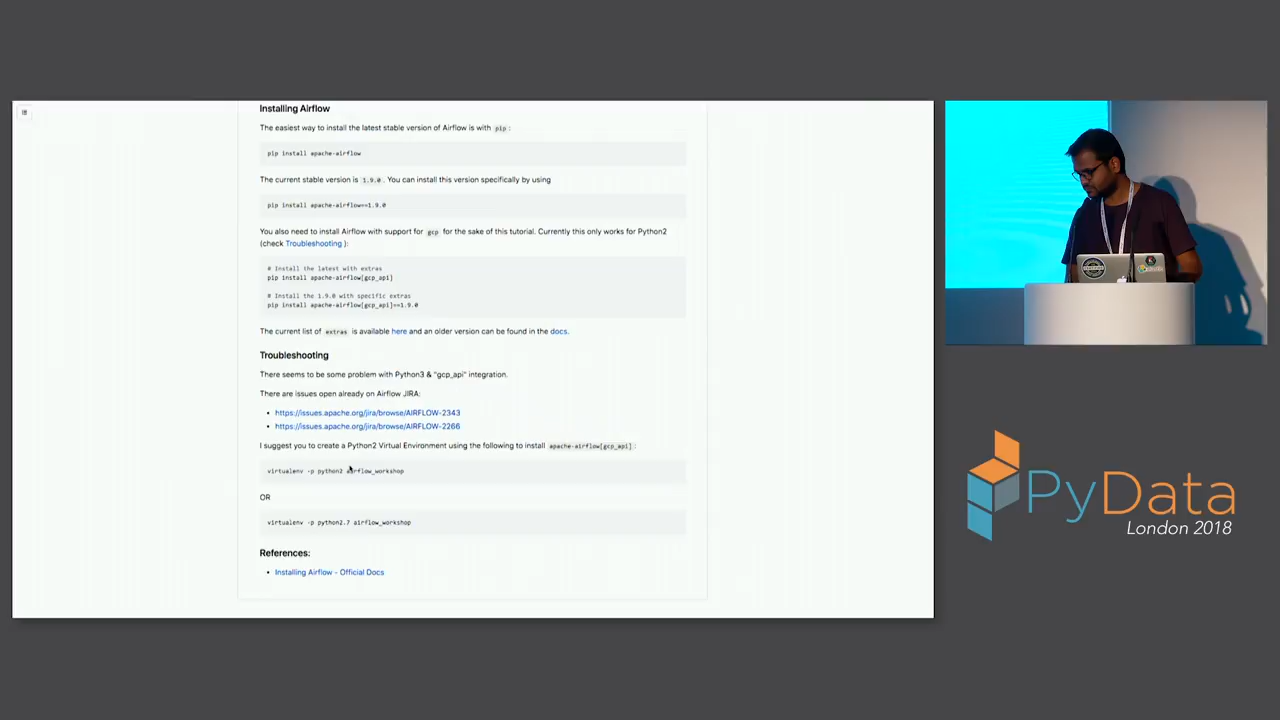 Installing Airflow
The easiest way to install the latest stable version of Airflow is with pip :
pip install apache-airflow
The current stable version is 1.9.0 . You can install this version specifically by using
pip install apache-airflow==1.9.0
You also need to install Airflow with support for gcp for the sake of this tutorial. Currently this only works for Python2
(check Troubleshooting ):
# Install the latest with extras
pip install apache-airflow[gcp_api]
# Install the 1.9.0 with specific extras
pip install apache-airflow[gcp_api]==1.9.0
The current list of extras is available here and an older version can be found in the docs.
Troubleshooting
There seems to be some problem with Python3 & "gcp_api" integration.
There are issues open already on Airflow JIRA:
• https://issues.apache.org/jira/browse/AIRFLOW-2343
• https://issues.apache.org/jira/browse/AIRFLOW-2266
I suggest you to create a Python2 Virtual Environment using the following to install apache-airflow[gcp_api] :
virtualenv -p python2 airflow_workshop
OR
virtualenv -p python2.7 airflow_workshop
References:
• Installing Airflow - Official Docs
PyData
London 2018